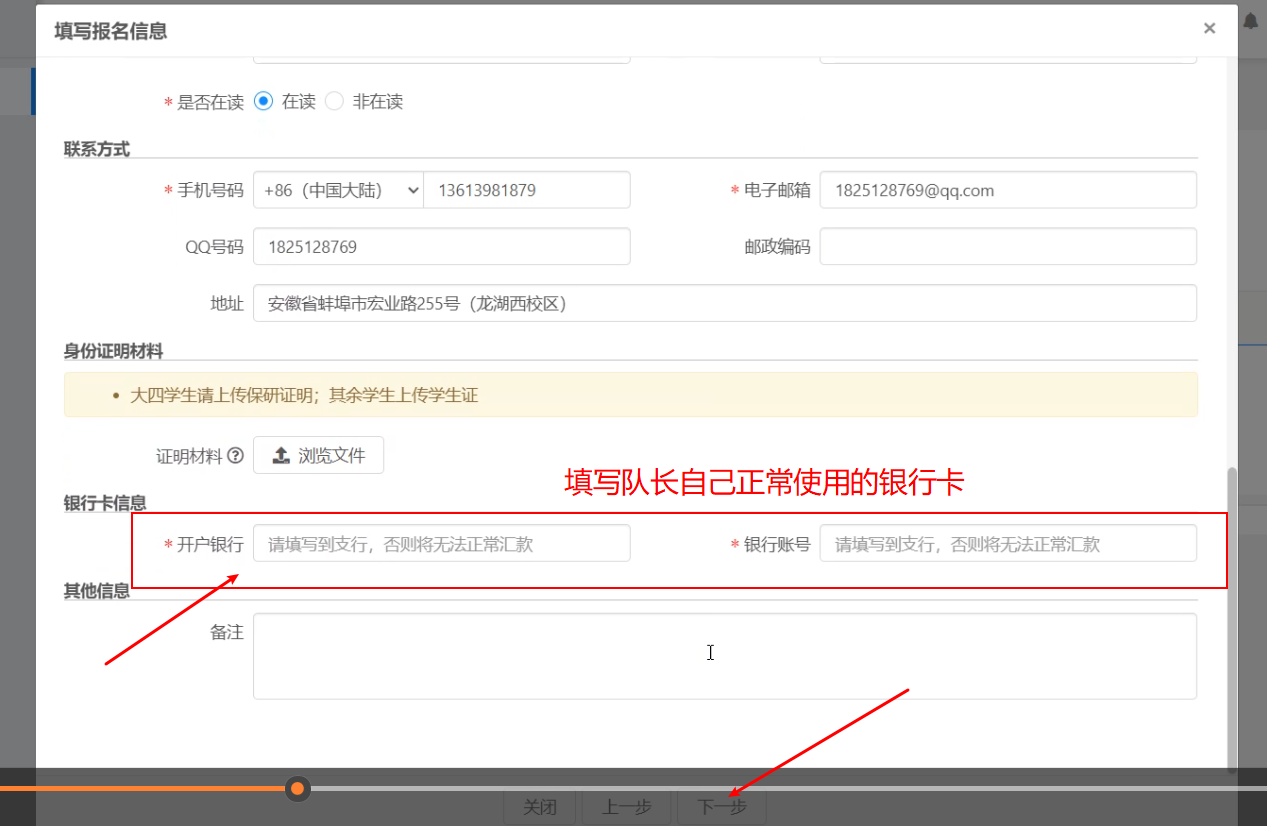 填写报名信息 ×
* 是否在读 在读 非在读
联系方式
* 手机号码 +86（中国大陆） 13613981879 * 电子邮箱 1825128769@qq.com
QQ号码 1825128769 邮政编码
地址 安徽省蚌埠市宏业路255号（龙湖西校区）
身份证明材料
• 大四学生请上传保研证明；其余学生上传学生证
证明材料 ? 浏览文件
填写队长自己正常使用的银行卡
银行卡信息
* 开户银行 请填写到支行，否则将无法正常汇款 * 银行账号 请填写到支行，否则将无法正常汇款
其他信息
备注
关闭 上一步 下一步